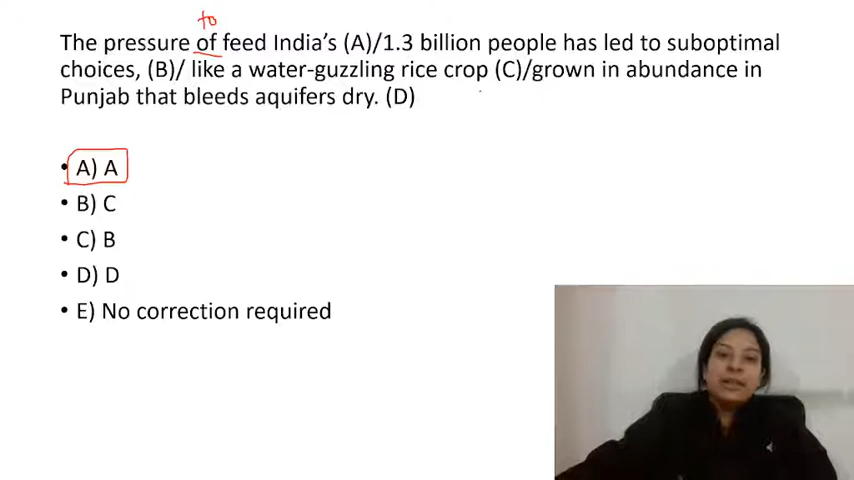 to
The pressure of feed India's (A)/1.3 billion people has led to suboptimal
choices, (B)/ like a water-guzzling rice crop (C)/grown in abundance in
Punjab that bleeds aquifers dry. (D)
• A) A
• B) C
• C) B
• D) D
• E) No correction required